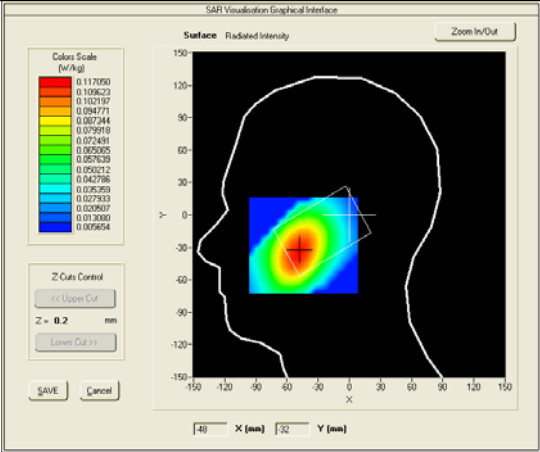 SAR Visualisation Graphical Interface
Surface Radiated Intensity
Zoom In/Out
Colors Scale
(W/kg)
0.117050
0.109623
0.102197
0.094771
0.087344
0.079918
0.072491
0.065065
0.057639
0.050212
0.042786
0.035359
0.027933
0.020507
0.013080
0.005654
150
120
90
60
30
0
-30
-60
-90
-120
-150
Y
-150 -120 -90 -60 -30 0 30 60 90 120 150
X
Z-Cuts Control
<< Upper Cut
Z = 0.2 mm
Lower Cut >>
SAVE Cancel
-48 X (mm) -32 Y (mm)